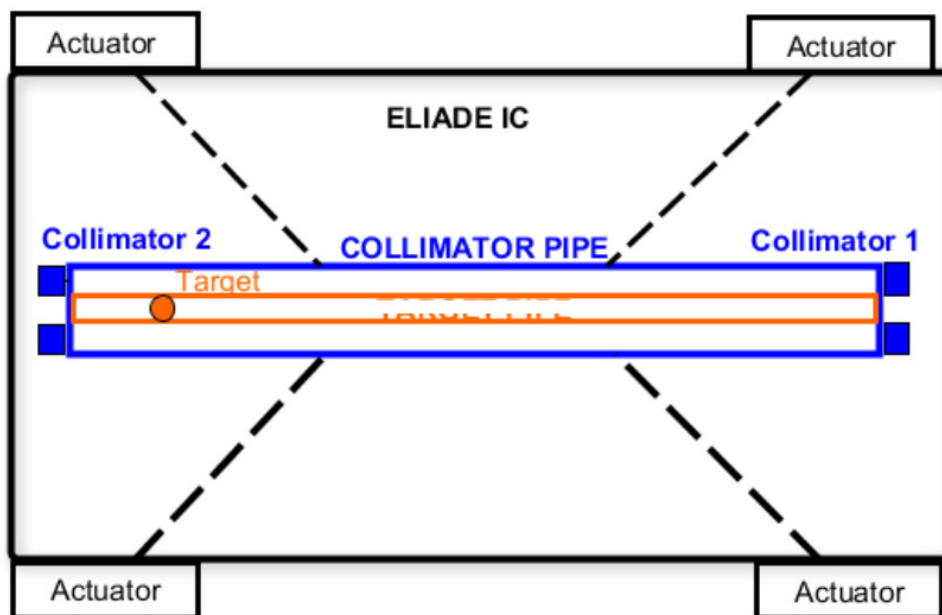 Actuator
Actuator
ELIADE IC
Collimator 2
COLLIMATOR PIPE
Collimator 1
Target
Actuator
Actuator